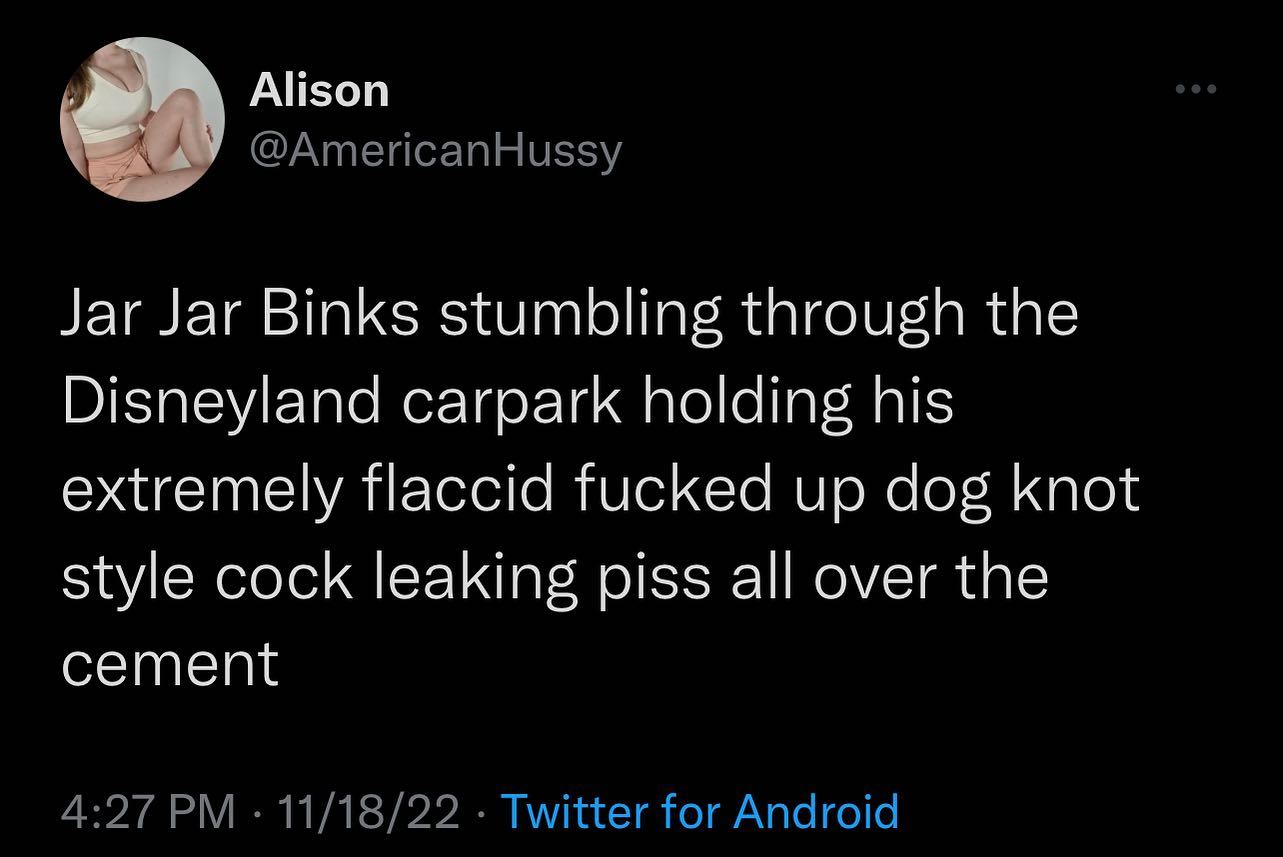 Alison
@AmericanHussy
Jar Jar Binks stumbling through the
Disneyland carpark holding his
extremely flaccid fucked up dog knot
style cock leaking piss all over the
cement
4:27 PM · 11/18/22 · Twitter for Android